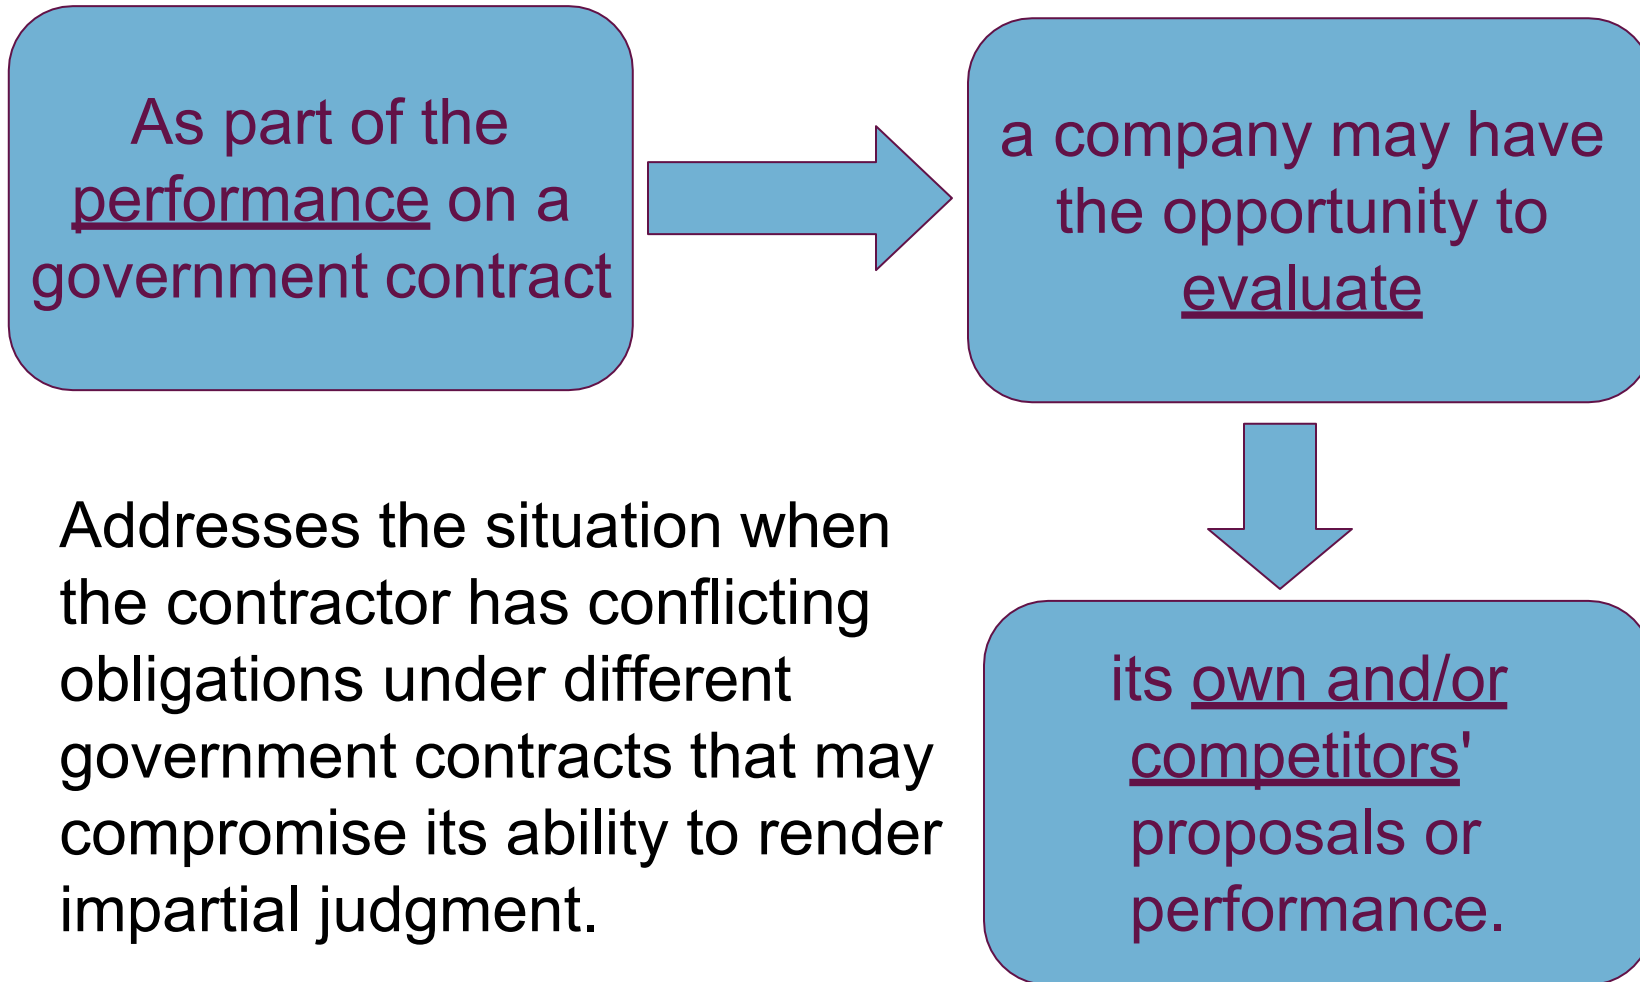 As part of the
performance on a
government contract
a company may have
the opportunity to
evaluate
its own and/or
competitors'
proposals or
performance.
Addresses the situation when
the contractor has conflicting
obligations under different
government contracts that may
compromise its ability to render
impartial judgment.